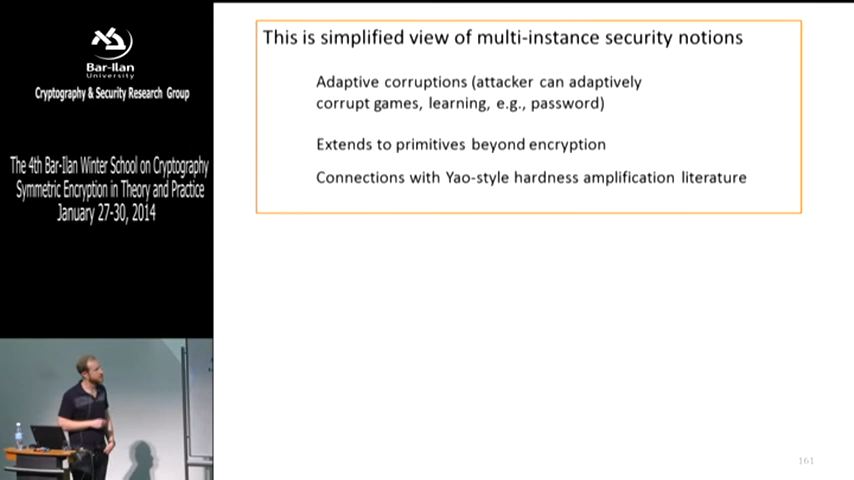 Bar-Ilan
University
Cryptography & Security Research Group
The 4th Bar-Ilan Winter School on Cryptography
Symmetric Encryption in Theory and Practice
January 27-30, 2014
This is simplified view of multi-instance security notions
Adaptive corruptions (attacker can adaptively
corrupt games, learning, e.g., password)
Extends to primitives beyond encryption
Connections with Yao-style hardness amplification literature
161